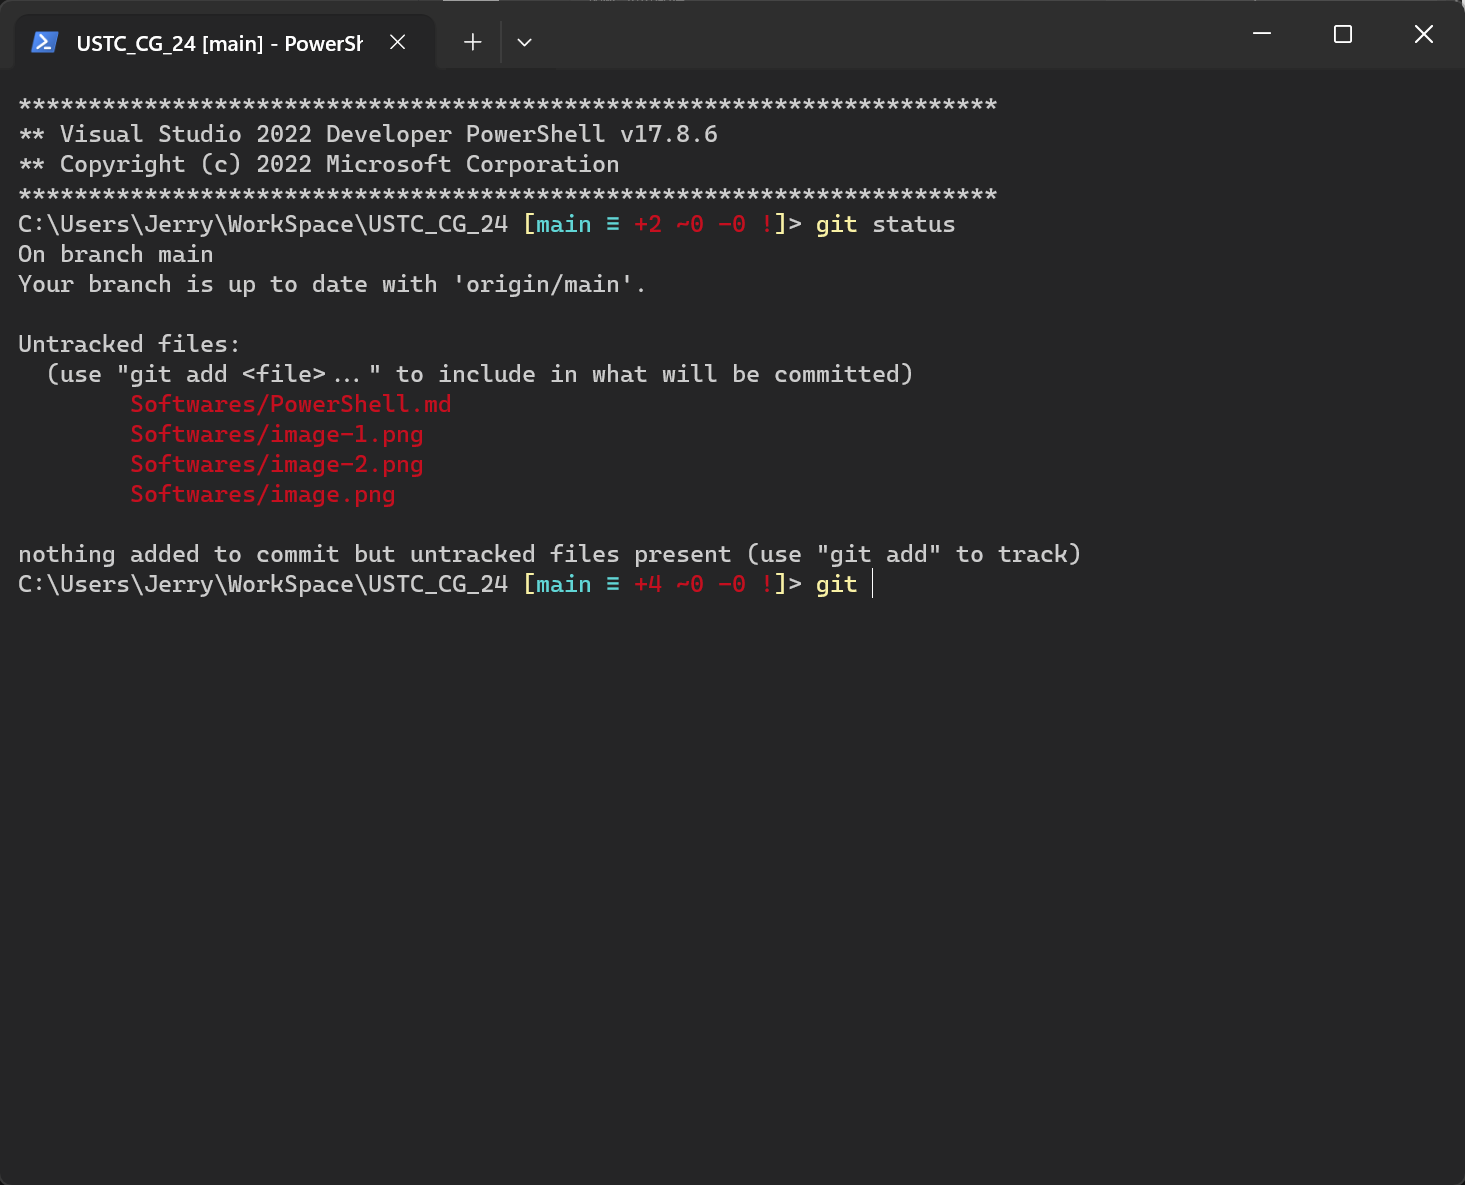 USTC_CG_24 [main] - PowerSh
**********************************************************************
** Visual Studio 2022 Developer PowerShell v17.8.6
** Copyright (c) 2022 Microsoft Corporation
**********************************************************************
C:\Users\Jerry\WorkSpace\USTC_CG_24 [main ≡ +2 ~0 -0 !]> git status
On branch main
Your branch is up to date with 'origin/main'.
Untracked files:
  (use "git add <file>..." to include in what will be committed)
        Softwares/PowerShell.md
        Softwares/image-1.png
        Softwares/image-2.png
        Softwares/image.png
nothing added to commit but untracked files present (use "git add" to track)
C:\Users\Jerry\WorkSpace\USTC_CG_24 [main ≡ +4 ~0 -0 !]> git